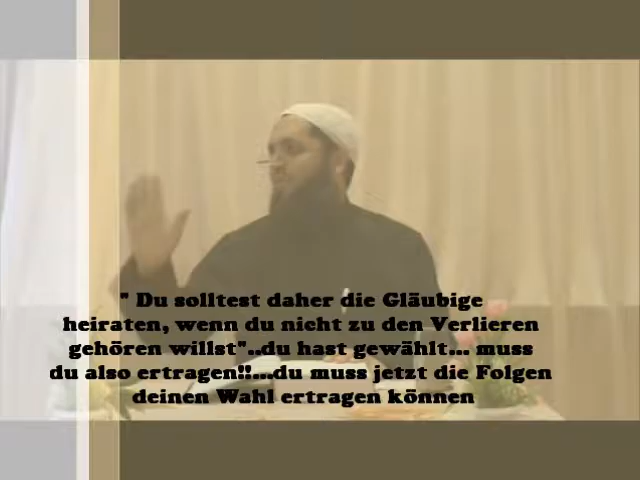 " Du solltest daher die Gläubige
heiraten, wenn du nicht zu den Verlieren
gehören willst"..du hast gewählt... muss
du also ertragen!!...du muss jetzt die Folgen
deinen Wahl ertragen können